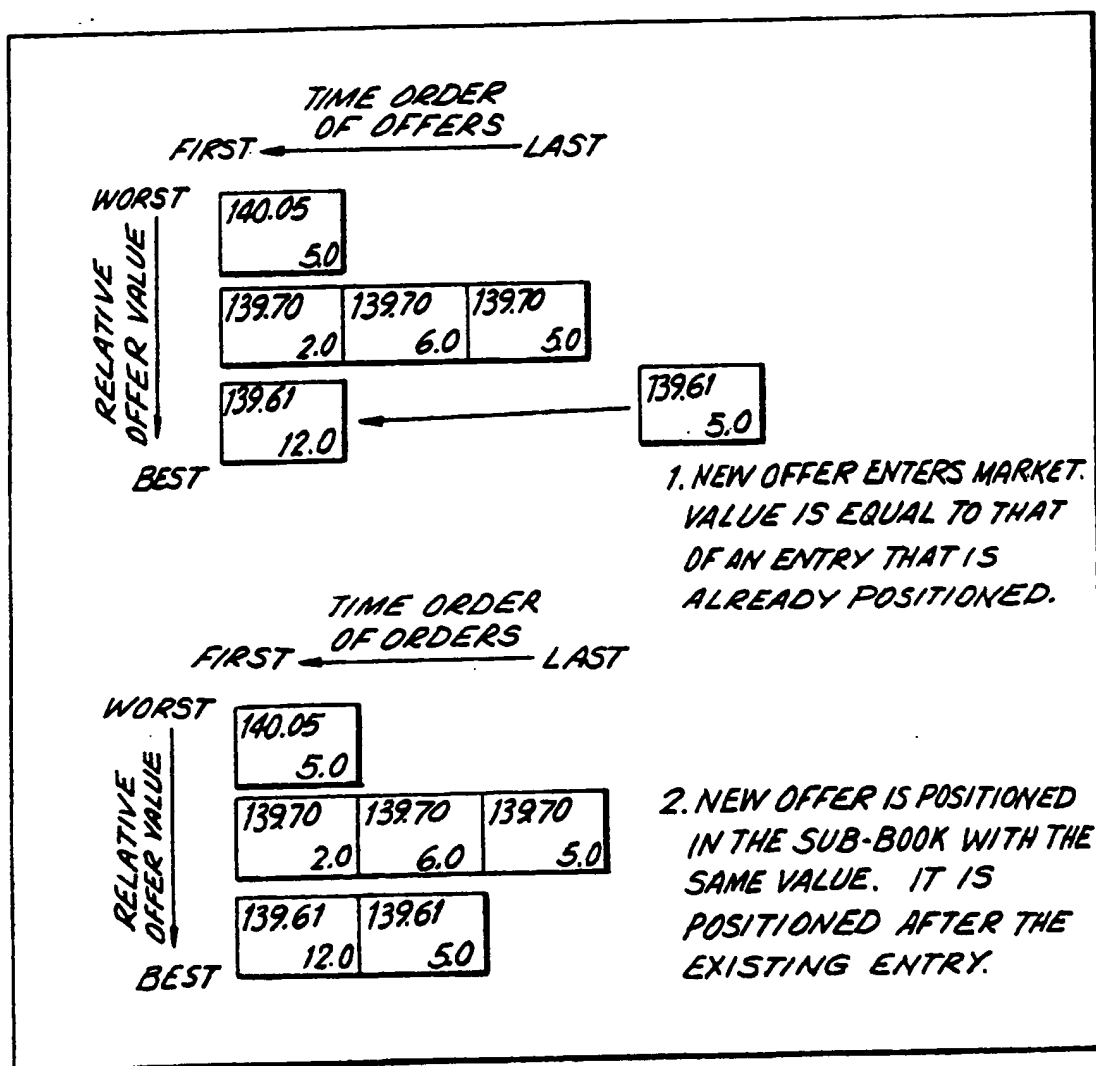 TIME ORDER
OF OFFERS
FIRST LAST
WORST
RELATIVE
OFFER VALUE
BEST
140.05
5.0
139.70 139.70 139.70
2.0 6.0 5.0
139.61
12.0
139.61
5.0
1. NEW OFFER ENTERS MARKET.
VALUE IS EQUAL TO THAT
OF AN ENTRY THAT IS
ALREADY POSITIONED.
TIME ORDER
OF ORDERS
FIRST LAST
WORST
RELATIVE
OFFER VALUE
BEST
140.05
5.0
139.70 139.70 139.70
2.0 6.0 5.0
139.61 139.61
12.0 5.0
2. NEW OFFER IS POSITIONED
IN THE SUB-BOOK WITH THE
SAME VALUE. IT IS
POSITIONED AFTER THE
EXISTING ENTRY.